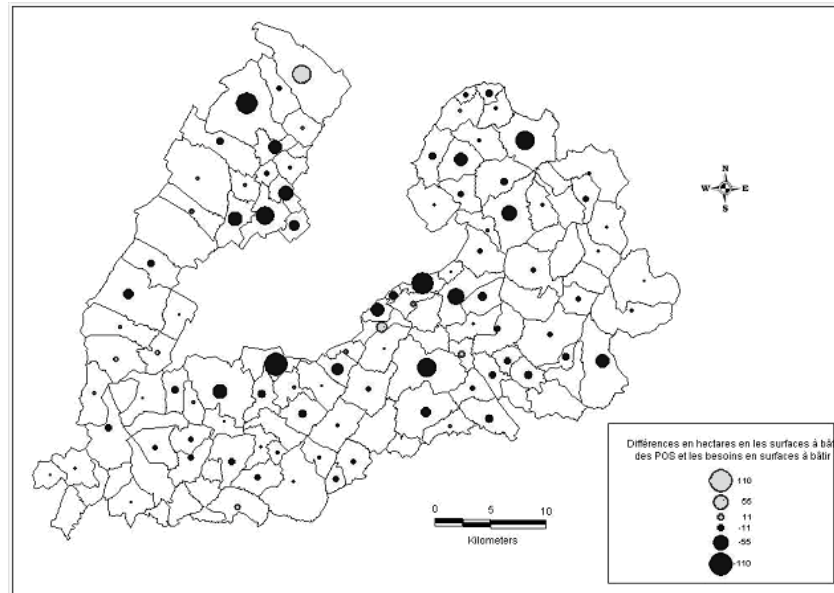 N
W E
S
Différences en hectares en les surfaces à bât
des POS et les besoins en surfaces à bâtir
110
55
11
-11
-55
-110
0 5 10
Kilometers